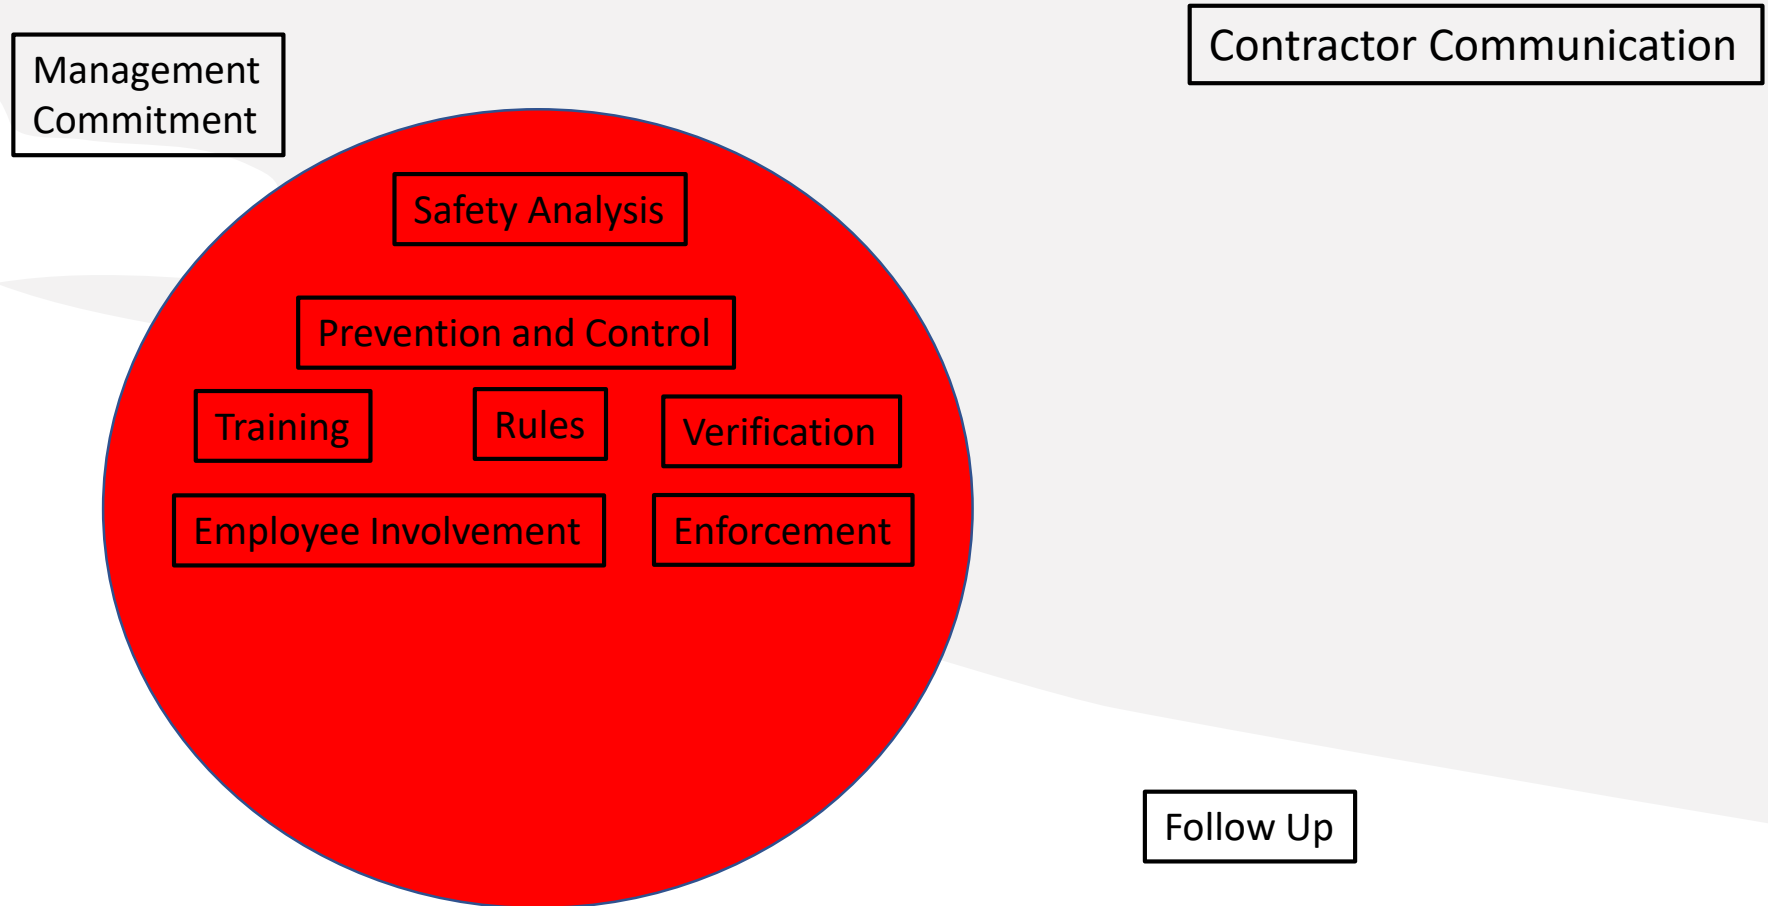 Contractor Communication
Management
Commitment
Safety Analysis
Prevention and Control
Training
Rules
Verification
Employee Involvement
Enforcement
Follow Up